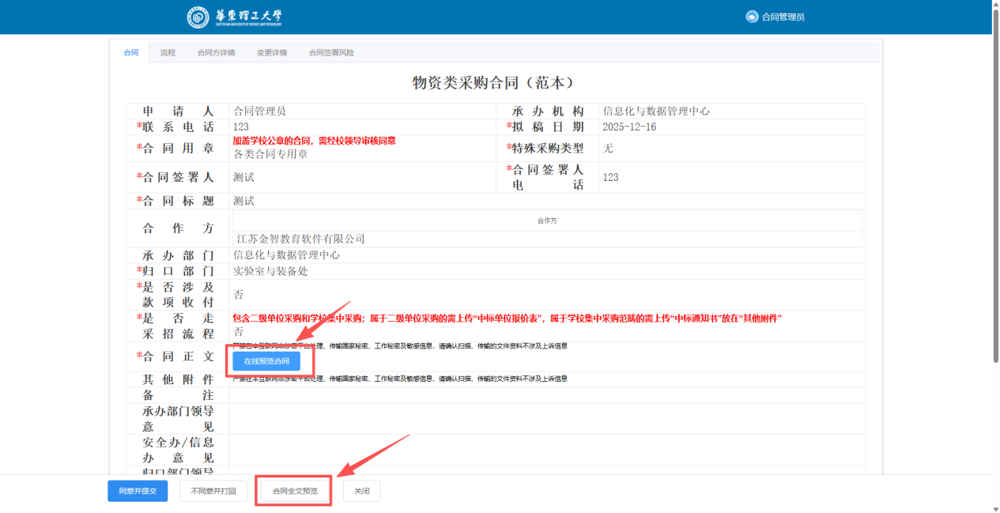 華東理工大學
EAST CHINA UNIVERSITY OF SCIENCE AND TECHNOLOGY
合同管理员
合同 流程 合同方详情 变更详情 合同签署风险
物资类采购合同（范本）
申请人 合同管理员 承办机构 信息化与数据管理中心
*联系电话 123 *拟稿日期 2025-12-16
加盖学校公章的合同，需经校领导审核同意
*合同用章 各类合同专用章 *特殊采购类型 无
*合同签署人 测试 *合同签署人电话 123
*合同标题 测试
合作方
合作方 江苏金智教育软件有限公司
承办部门 信息化与数据管理中心
*归口部门 实验室与装备处
*是否涉及款项收付 否
包含二级单位采购和学校集中采购；属于二级单位采购的需上传“中标单位报价表”，属于学校集中采购范畴的需上传“中标通知书”放在“其他附件”
*是否走采招流程 否
严禁在本互联网非涉密平台处理、传输国家秘密、工作秘密及敏感信息，请确认扫描、传输的文件资料不涉及上诉信息
*合同正文 在线预览合同
其他附件 严禁在本互联网非涉密平台处理、传输国家秘密、工作秘密及敏感信息，请确认扫描、传输的文件资料不涉及上诉信息
备注
承办部门领导意见
安全办/信息办意见
归口部门领导
同意并提交 不同意并打回 合同全文预览 关闭